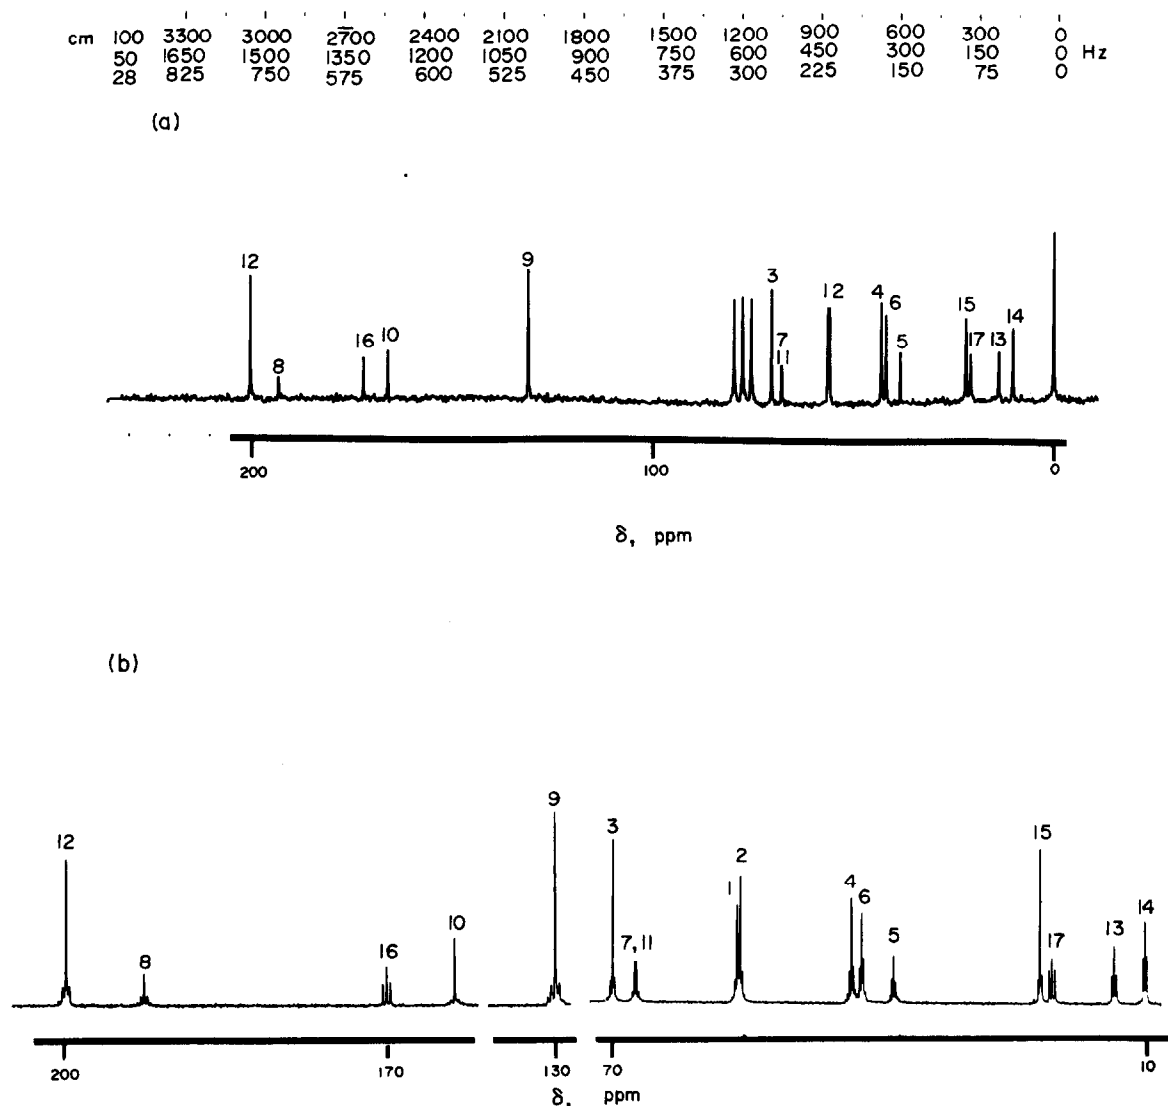 cm 100 3300 3000 2700 2400 2100 1800 1500 1200 900 600 300 0
50 1650 1500 1350 1200 1050 900 750 600 450 300 150 0 Hz
28 825 750 575 600 525 450 375 300 225 150 75 0
(a)
12 8 16 10 9 3 7 11 12 4 6 5 15 17 13 14
200 100 0
δ, ppm
(b)
12 8 16 10 9 3 7,11 1 2 4 6 5 15 17 13 14
200 170 130 70 10
δ, ppm